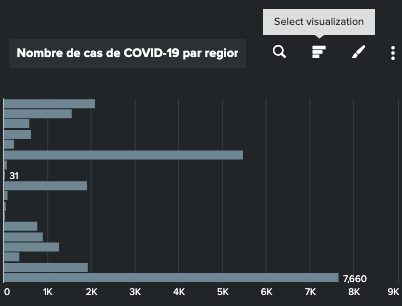 Select visualization
Nombre de cas de COVID-19 par region
31
7,660
0 1K 2K 3K 4K 5K 6K 7K 8K 9K